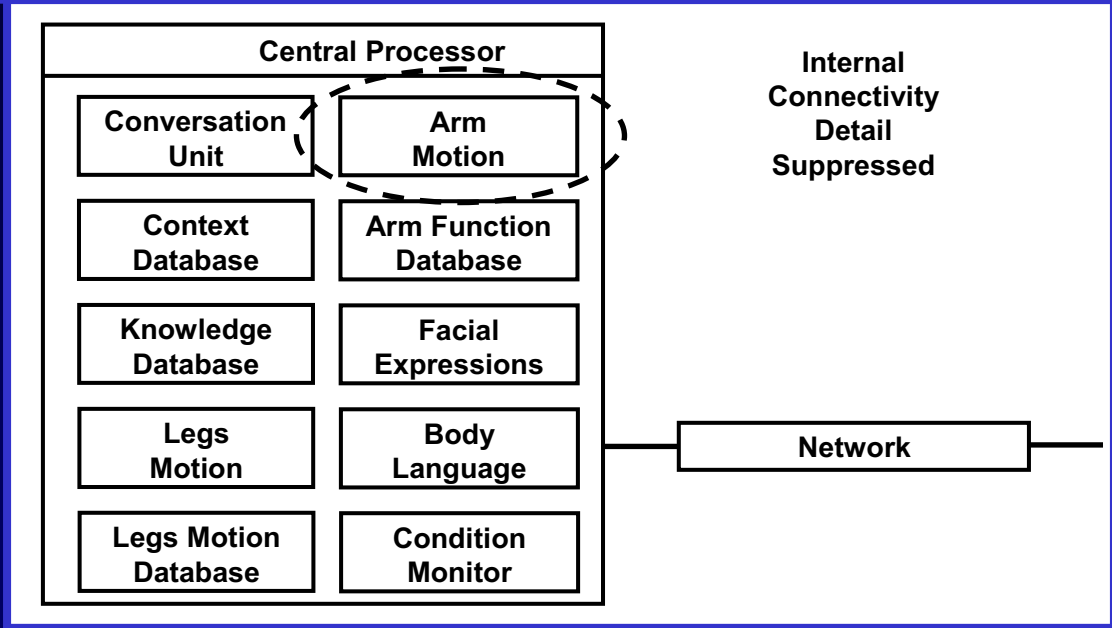 Central Processor
Conversation
Unit
Arm
Motion
Context
Database
Arm Function
Database
Knowledge
Database
Facial
Expressions
Legs
Motion
Body
Language
Legs Motion
Database
Condition
Monitor
Internal
Connectivity
Detail
Suppressed
Network